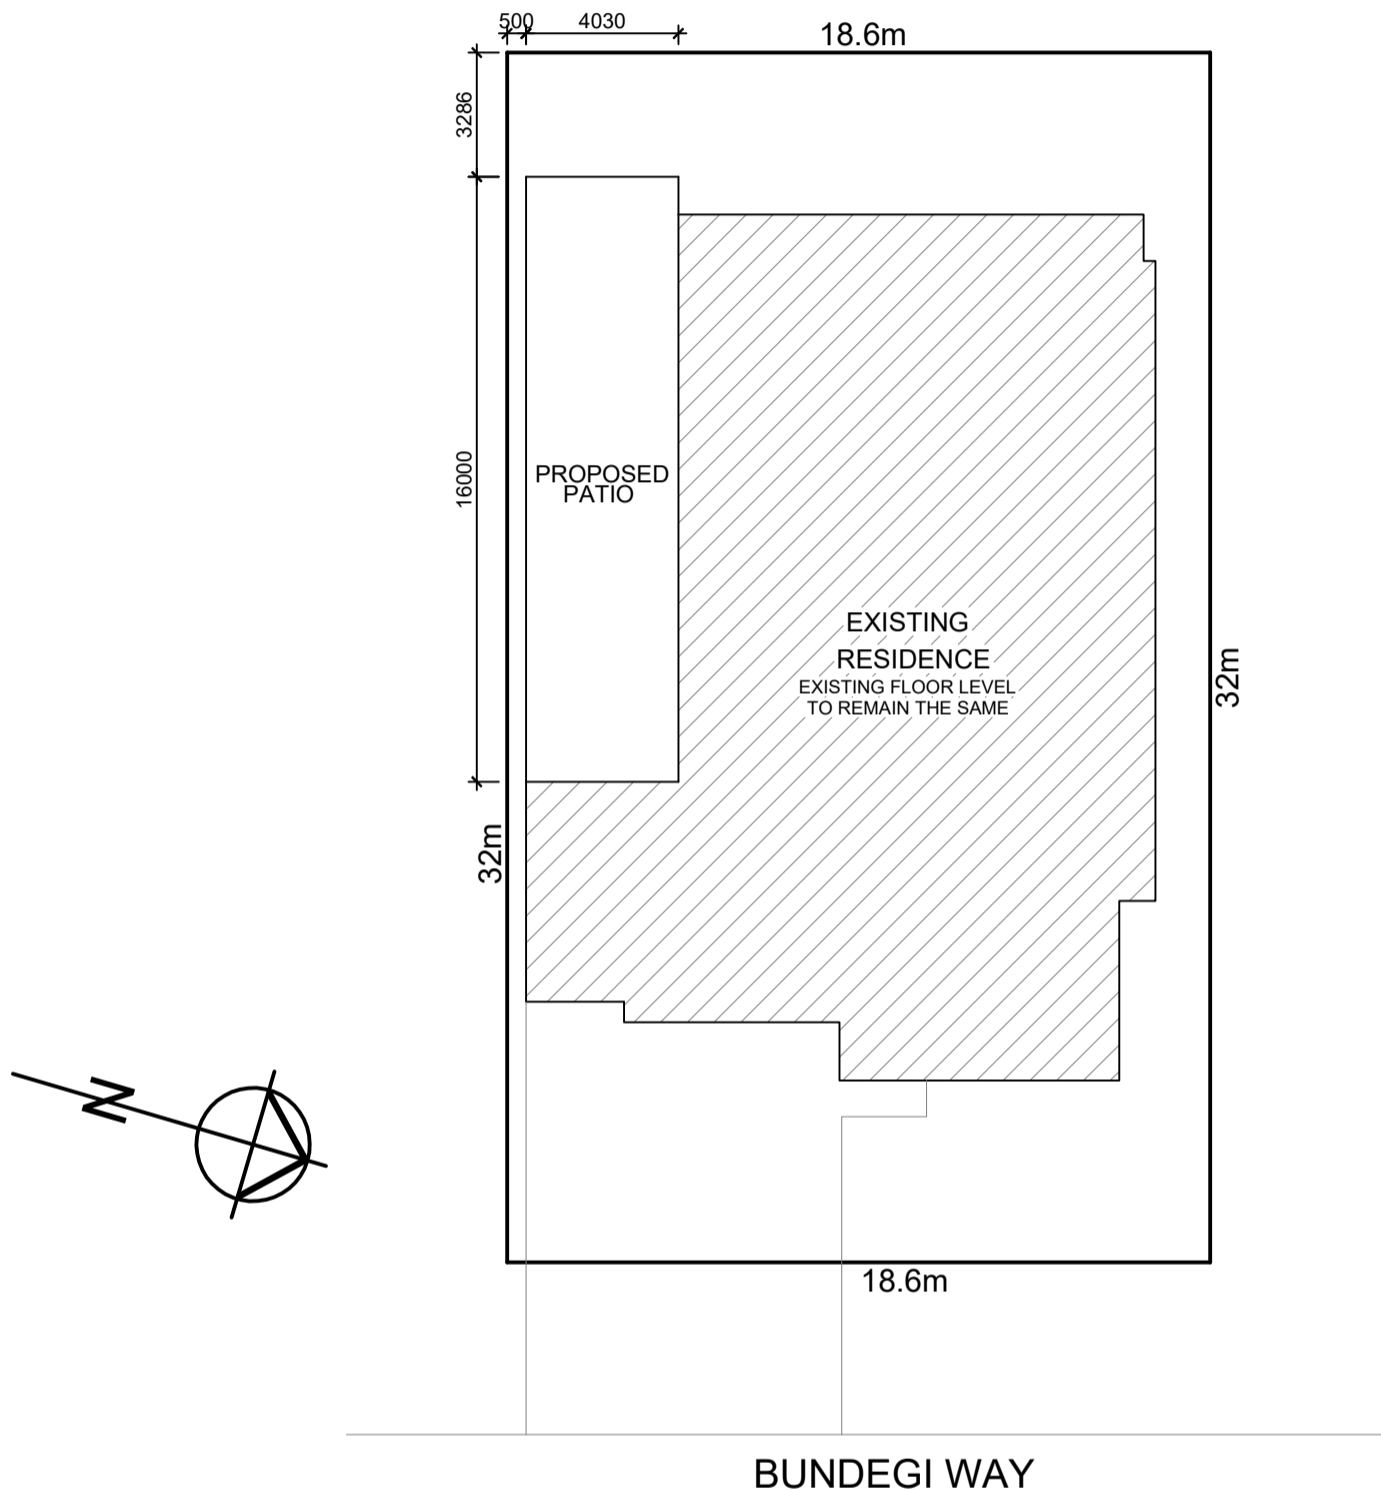 500
4030
18.6m
3286
16000
PROPOSED
PATIO
EXISTING
RESIDENCE
EXISTING FLOOR LEVEL
TO REMAIN THE SAME
32m
32m
N
18.6m
BUNDEGI WAY